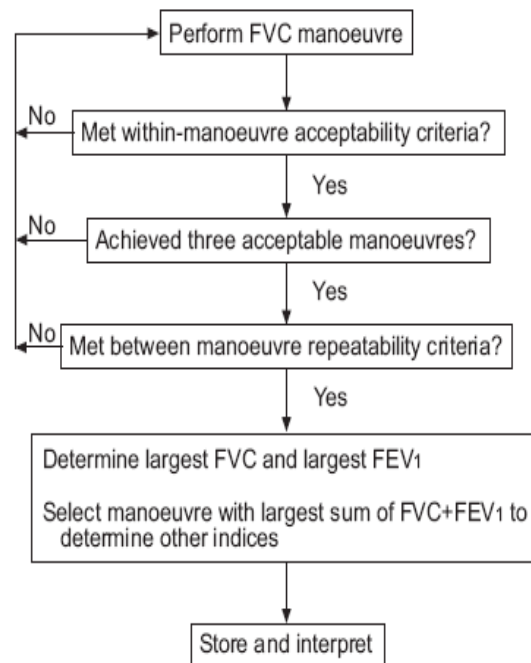 Perform FVC manoeuvre
No
Met within-manoeuvre acceptability criteria?
Yes
No
Achieved three acceptable manoeuvres?
Yes
No
Met between manoeuvre repeatability criteria?
Yes
Determine largest FVC and largest FEV1
Select manoeuvre with largest sum of FVC+FEV1 to
determine other indices
Store and interpret